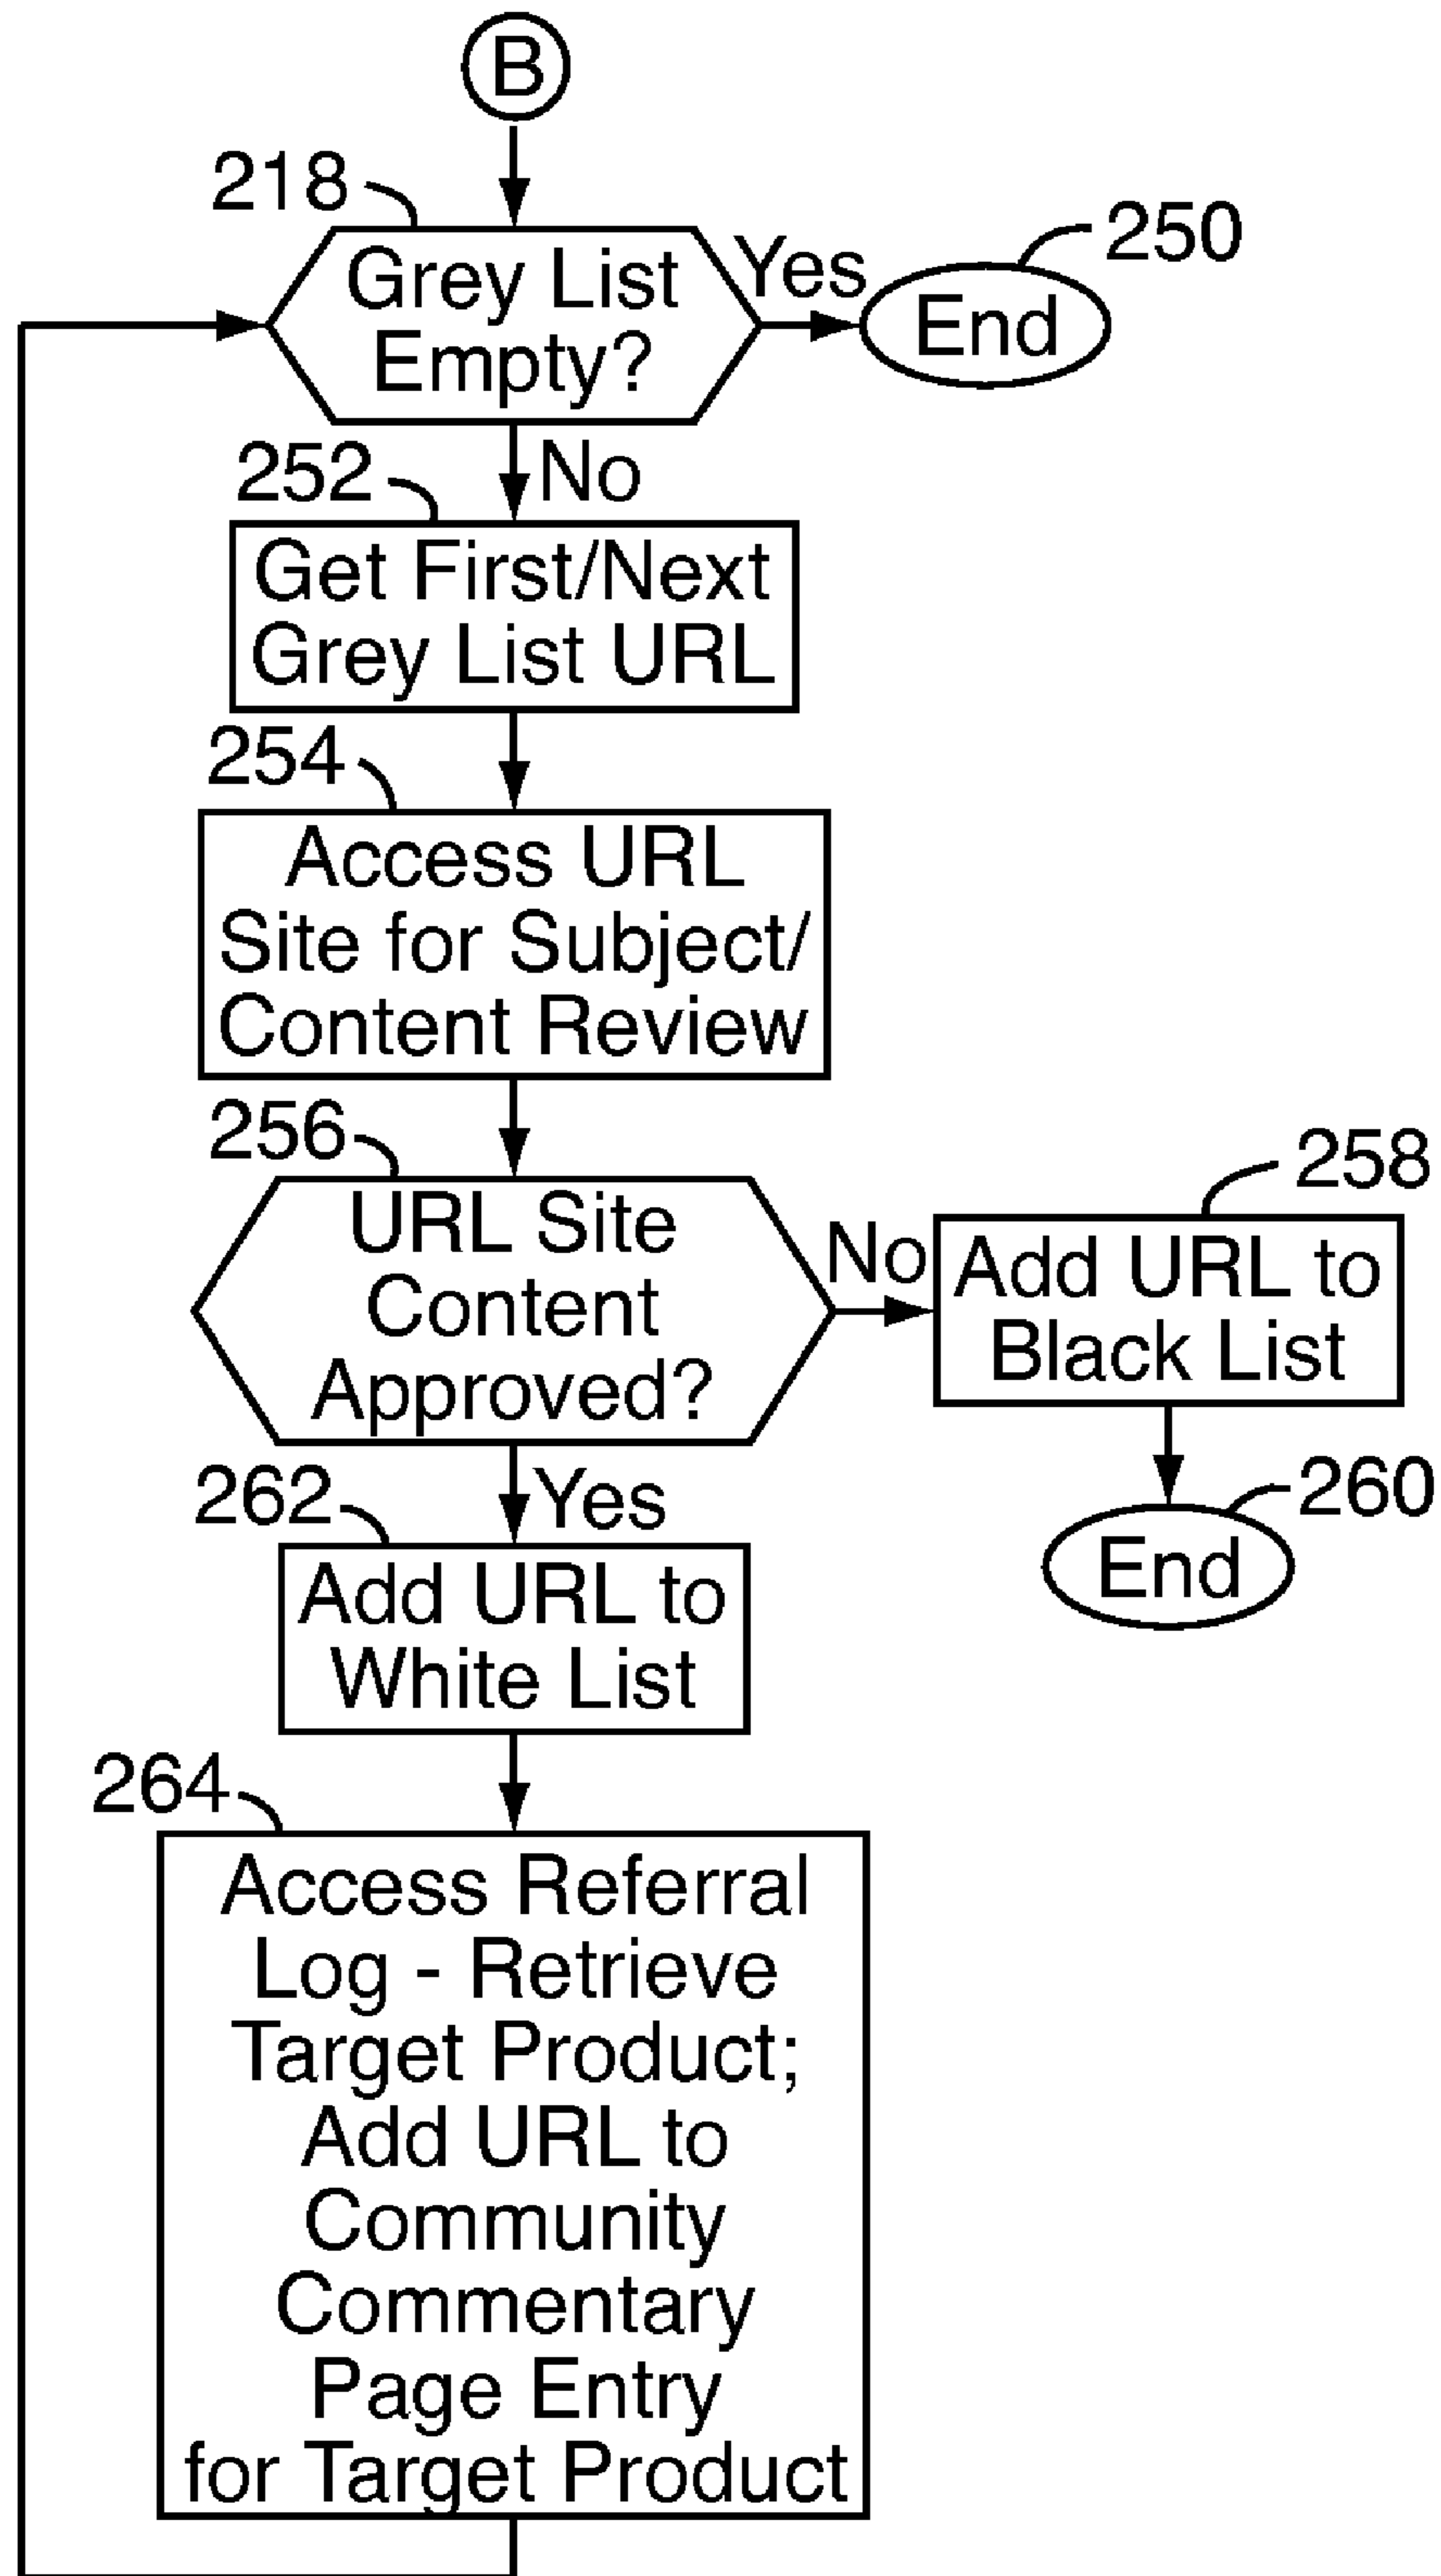 B
218
Grey List
Empty?
Yes
250
End
No
252
Get First/Next
Grey List URL
254
Access URL
Site for Subject/
Content Review
256
URL Site
Content
Approved?
No
258
Add URL to
Black List
260
End
Yes
262
Add URL to
White List
264
Access Referral
Log - Retrieve
Target Product;
Add URL to
Community
Commentary
Page Entry
for Target Product